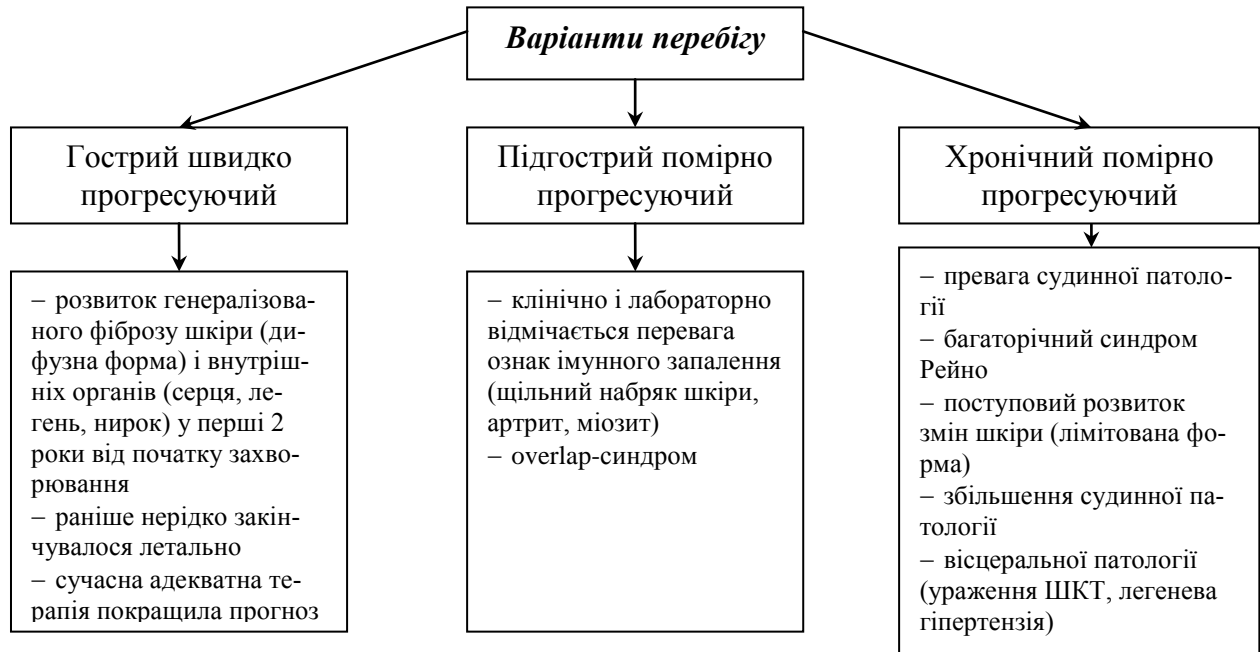 Варіанти перебігу
Гострий швидко
прогресуючий
Підгострий помірно
прогресуючий
Хронічний помірно
прогресуючий
– розвиток генералізова-
ного фіброзу шкіри (ди-
фузна форма) і внутріш-
ніх органів (серця, ле-
гень, нирок) у перші 2
роки від початку захво-
рювання
– раніше нерідко закін-
чувалося летально
– сучасна адекватна те-
рапія покращила прогноз
– клінічно і лабораторно
відмічається перевага
ознак імунного запалення
(щільний набряк шкіри,
артрит, міозит)
– overlap-синдром
– превага судинної патоло-
гії
– багаторічний синдром
Рейно
– поступовий розвиток
змін шкіри (лімітована фо-
рма)
– збільшення судинної па-
тології
– вісцеральної патології
(ураження ШКТ, легенева
гіпертензія)